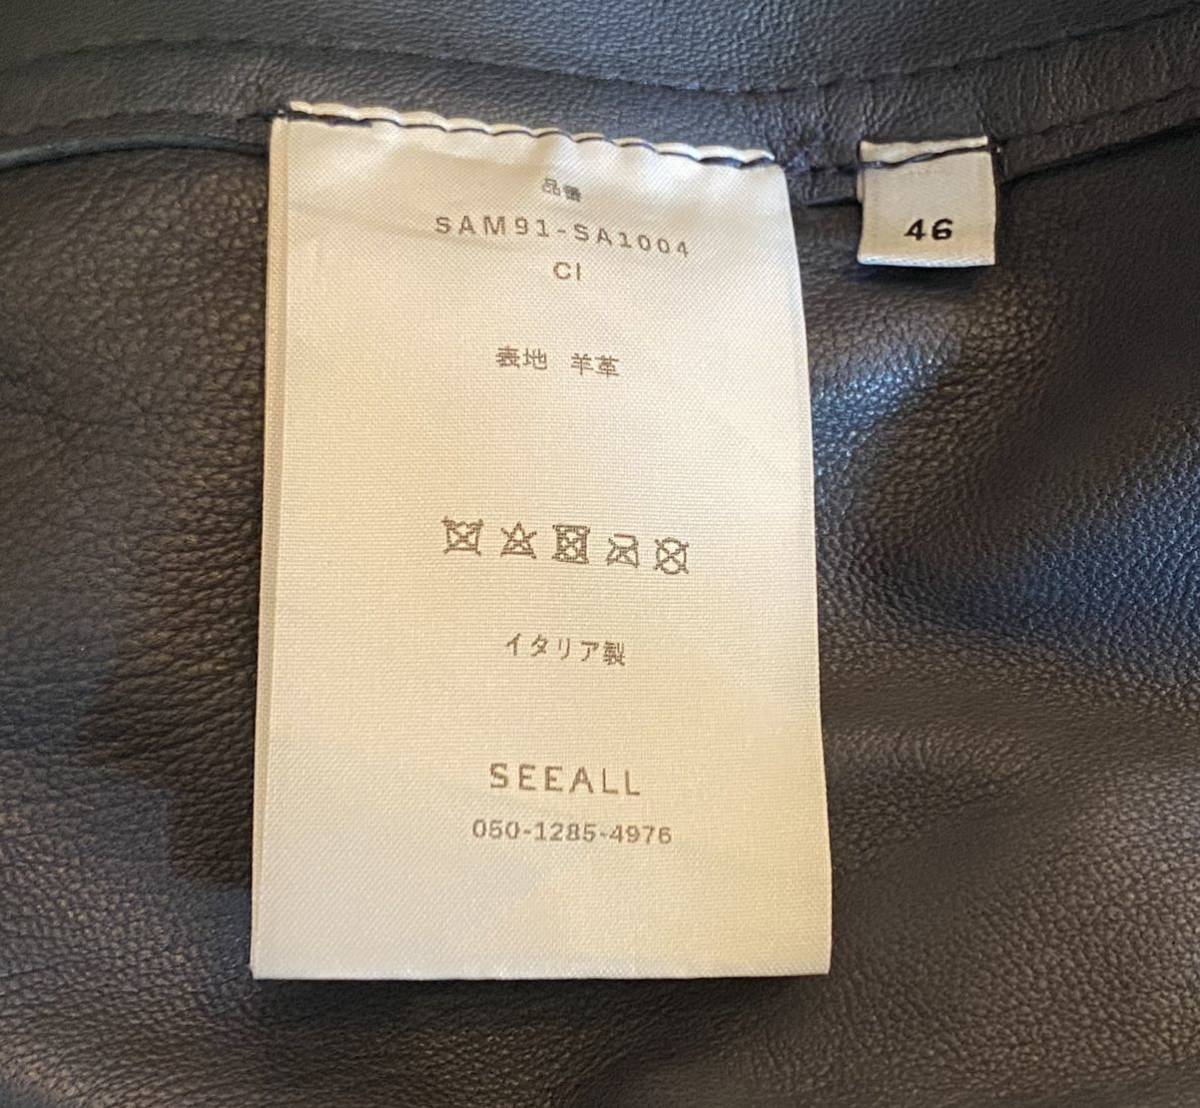 品番
SAM91-SA1004
CI
表地 羊革
イタリア製
SEEALL
050-1285-4976
46